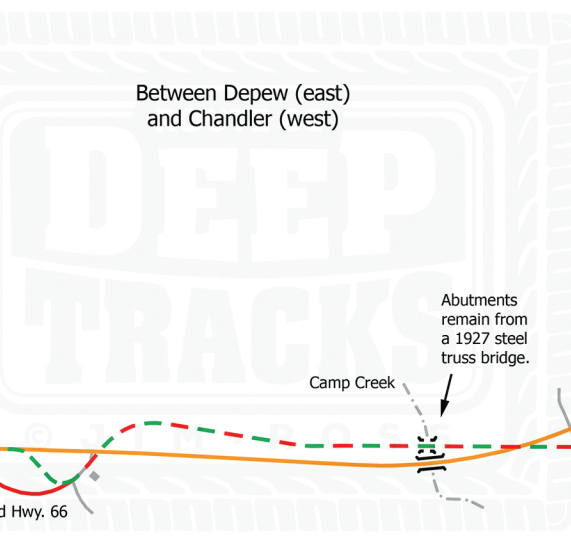 Between Depew (east)
and Chandler (west)
DEEP
TRACKS
Abutments
remain from
a 1927 steel
truss bridge.
Camp Creek
d Hwy. 66